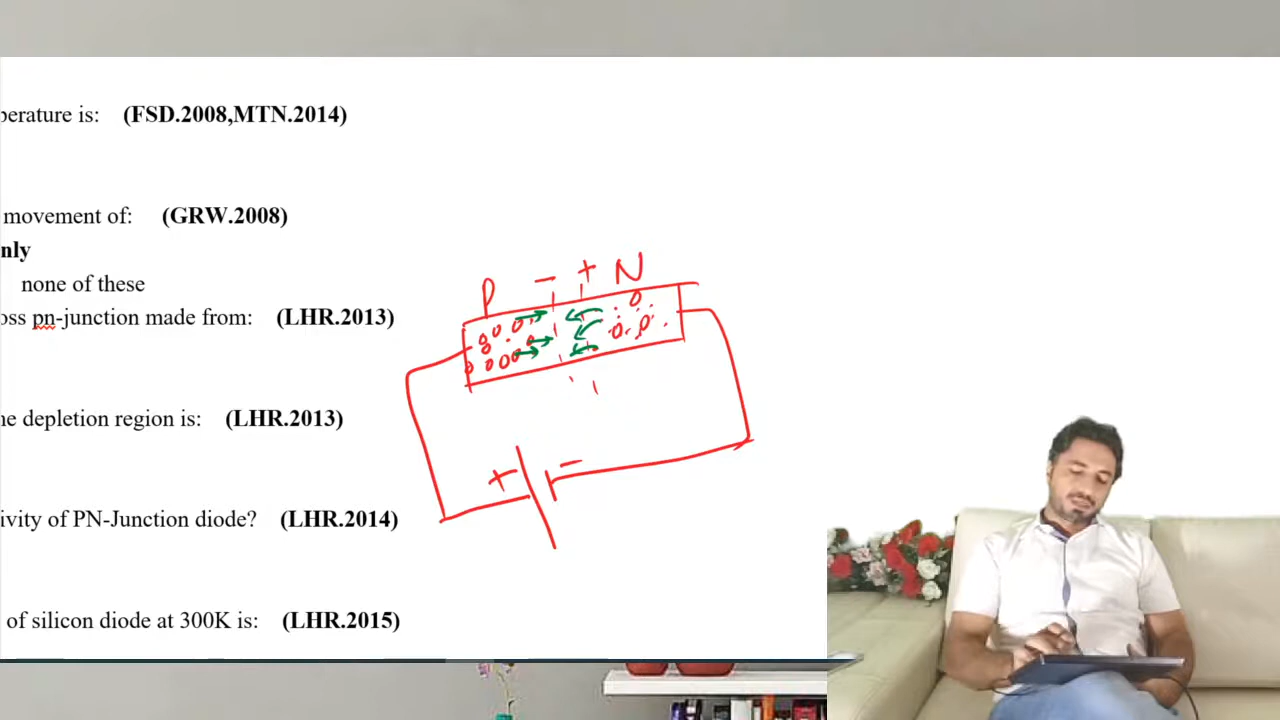 perature is: (FSD.2008,MTN.2014)
movement of: (GRW.2008)
nly
none of these
oss pn-junction made from: (LHR.2013)
P - + N
ne depletion region is: (LHR.2013)
+ -
ivity of PN-Junction diode? (LHR.2014)
of silicon diode at 300K is: (LHR.2015)